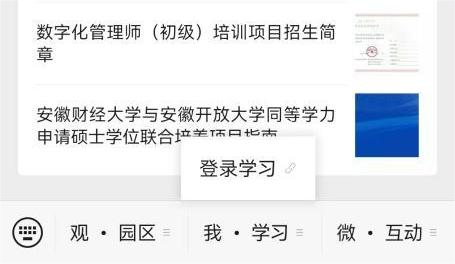 数字化管理师（初级）培训项目招生简
章
安徽财经大学与安徽开放大学同等学力
申请硕士学位联合培养项目指南
登录学习
观 • 园区
我 • 学习
微 • 互动